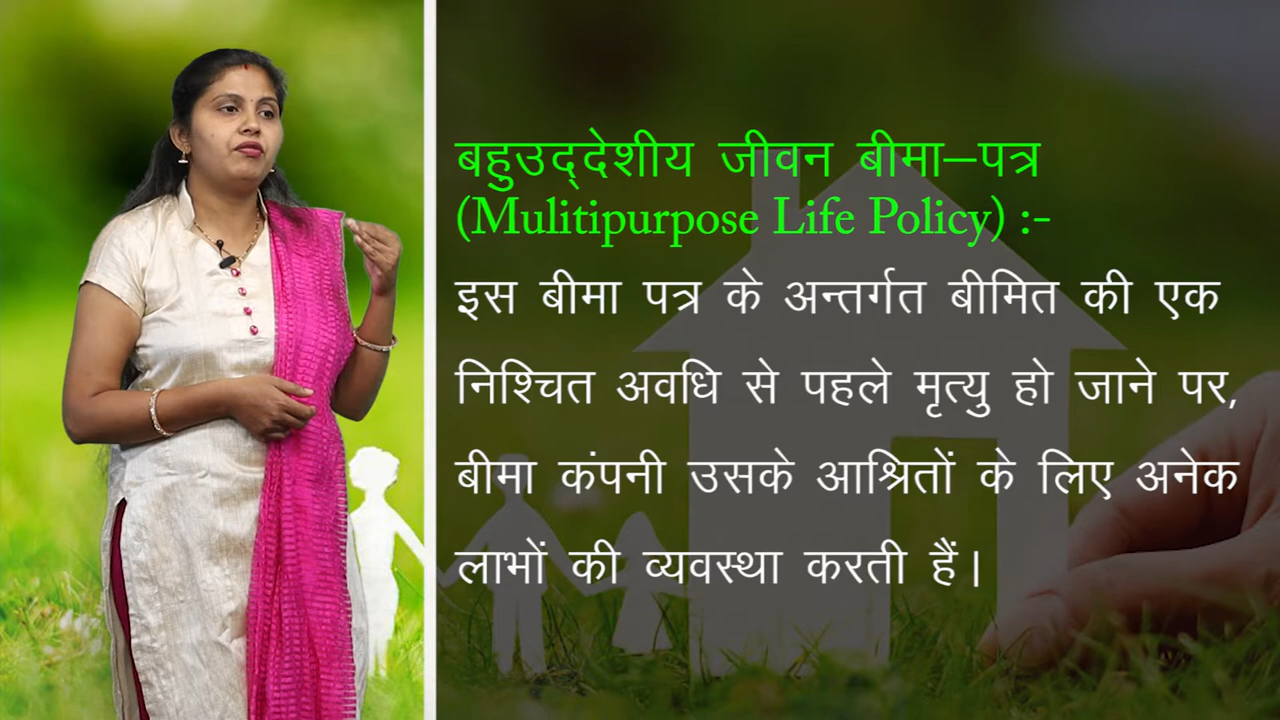 बहुउद्देशीय जीवन बीमा–पत्र
(Mulitipurpose Life Policy) :-
इस बीमा पत्र के अन्तर्गत बीमित की एक
निश्चित अवधि से पहले मृत्यु हो जाने पर,
बीमा कंपनी उसके आश्रितों के लिए अनेक
लाभों की व्यवस्था करती हैं।